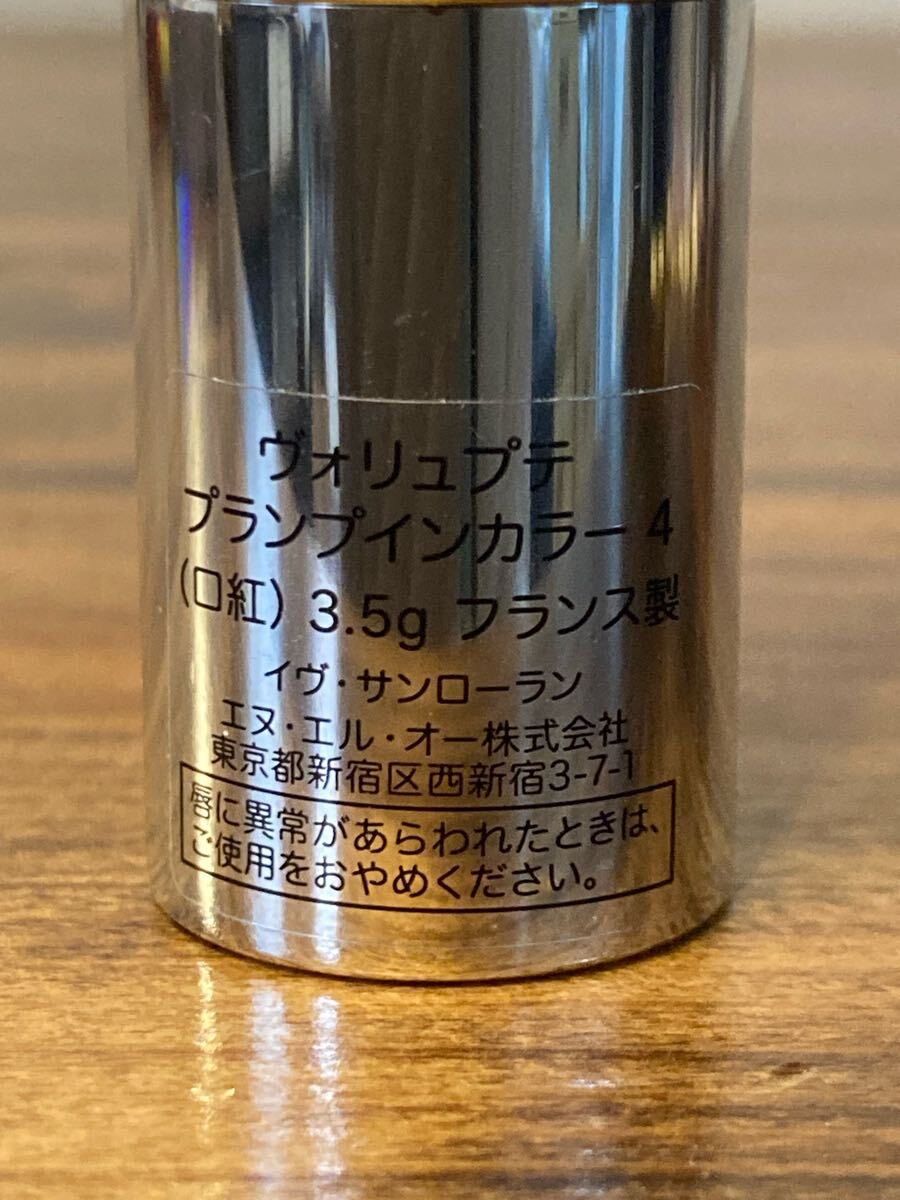 ヴォリュプテ
プランプインカラー 4
(口紅) 3.5g フランス製
イヴ・サンローラン
エヌ・エル・オー株式会社
東京都新宿区西新宿3-7-1
唇に異常があらわれたときは、
ご使用をおやめください。